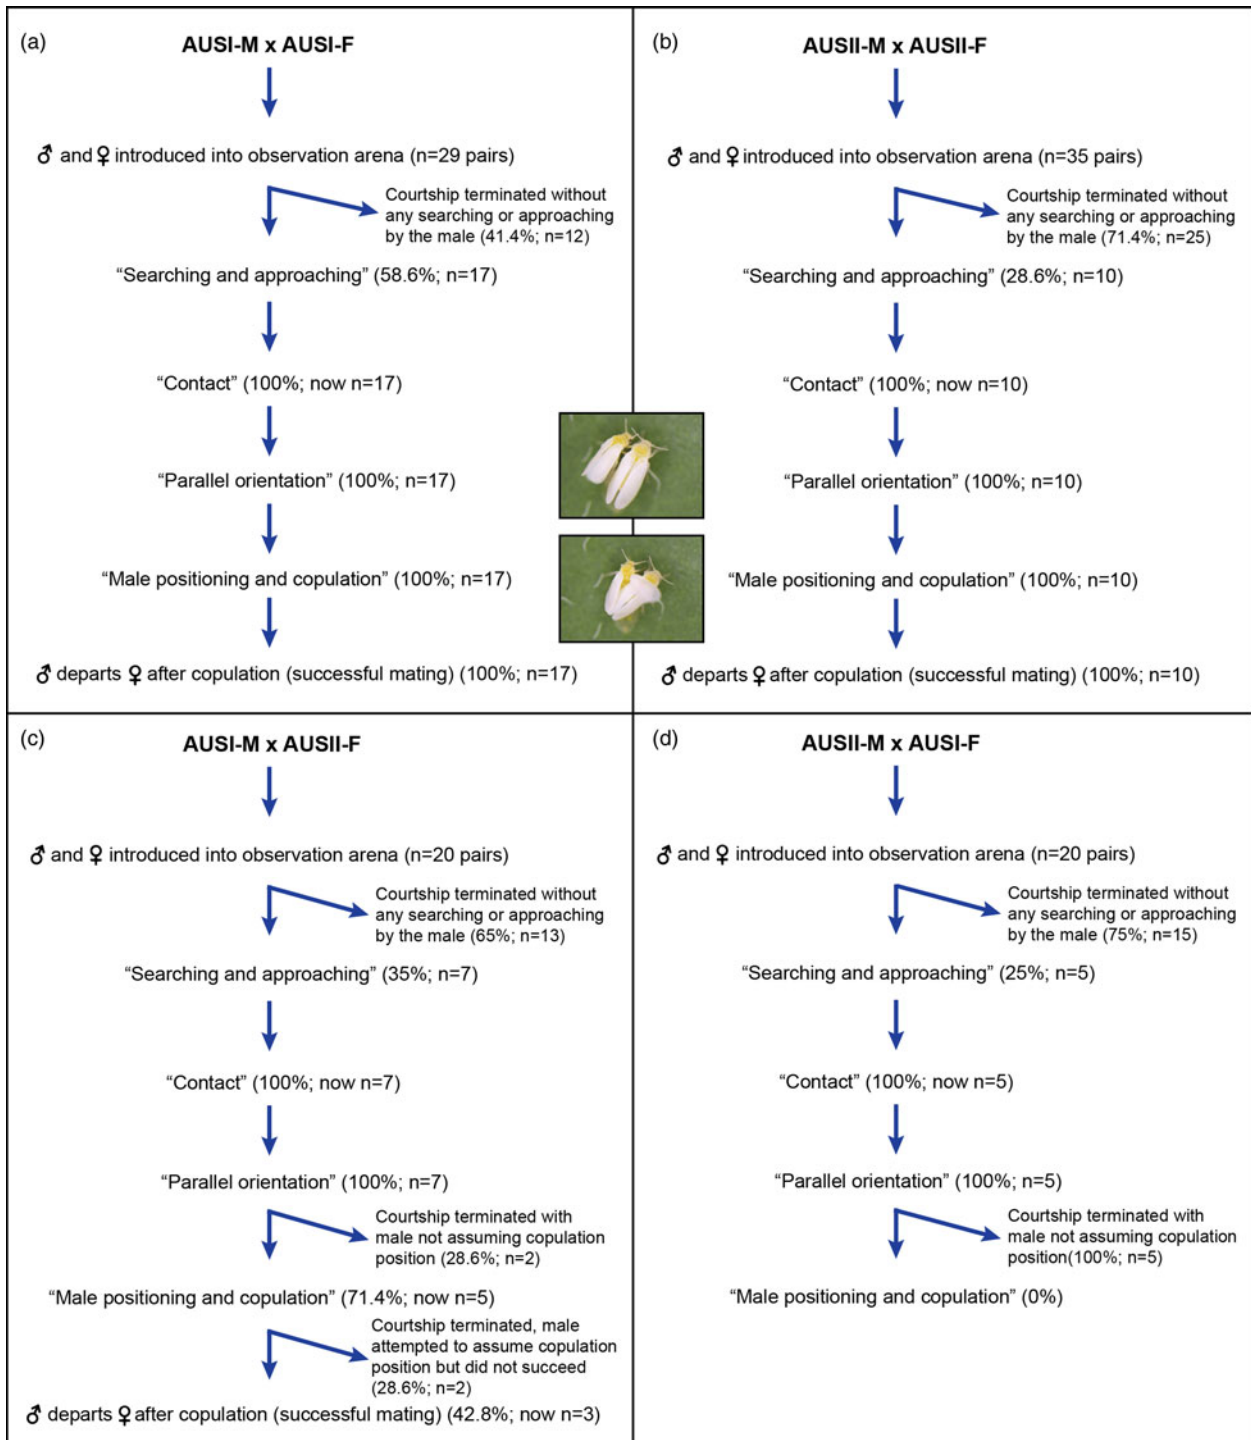 (a)
AUSI-M x AUSI-F
♂ and ♀ introduced into observation arena (n=29 pairs)
Courtship terminated without
any searching or approaching
by the male (41.4%; n=12)
“Searching and approaching” (58.6%; n=17)
“Contact” (100%; now n=17)
“Parallel orientation” (100%; n=17)
“Male positioning and copulation” (100%; n=17)
♂ departs ♀ after copulation (successful mating) (100%; n=17)
(b)
AUSII-M x AUSII-F
♂ and ♀ introduced into observation arena (n=35 pairs)
Courtship terminated without
any searching or approaching
by the male (71.4%; n=25)
“Searching and approaching” (28.6%; n=10)
“Contact” (100%; now n=10)
“Parallel orientation” (100%; n=10)
“Male positioning and copulation” (100%; n=10)
♂ departs ♀ after copulation (successful mating) (100%; n=10)
(c)
AUSI-M x AUSII-F
♂ and ♀ introduced into observation arena (n=20 pairs)
Courtship terminated without
any searching or approaching
by the male (65%; n=13)
“Searching and approaching” (35%; n=7)
“Contact” (100%; now n=7)
“Parallel orientation” (100%; n=7)
Courtship terminated with
male not assuming copulation
position (28.6%; n=2)
“Male positioning and copulation” (71.4%; now n=5)
Courtship terminated, male
attempted to assume copulation
position but did not succeed
(28.6%; n=2)
♂ departs ♀ after copulation (successful mating) (42.8%; now n=3)
(d)
AUSII-M x AUSI-F
♂ and ♀ introduced into observation arena (n=20 pairs)
Courtship terminated without
any searching or approaching
by the male (75%; n=15)
“Searching and approaching” (25%; n=5)
“Contact” (100%; now n=5)
“Parallel orientation” (100%; n=5)
Courtship terminated with
male not assuming copulation
position(100%; n=5)
“Male positioning and copulation” (0%)